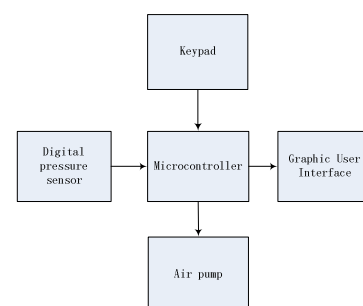 Keypad
Digital
pressure
sensor
Microcontroller
Graphic User
Interface
Air pump